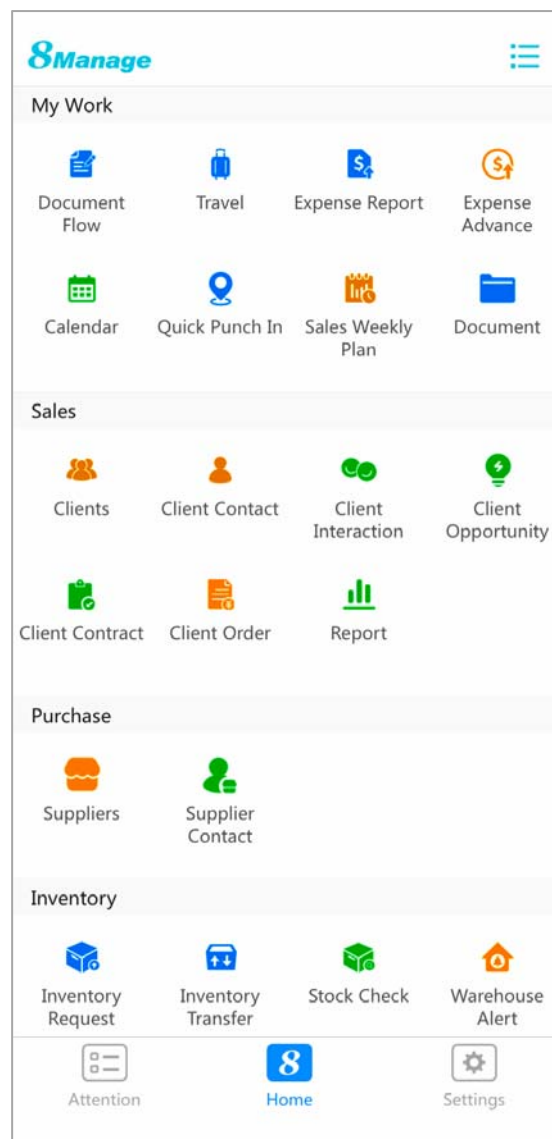 8Manage
My Work
Document
Flow
Travel
Expense Report
Expense
Advance
Calendar
Quick Punch In
Sales Weekly
Plan
Document
Sales
Clients
Client Contact
Client
Interaction
Client
Opportunity
Client Contract
Client Order
Report
Purchase
Suppliers
Supplier
Contact
Inventory
Inventory
Request
Inventory
Transfer
Stock Check
Warehouse
Alert
Attention
8
Home
Settings